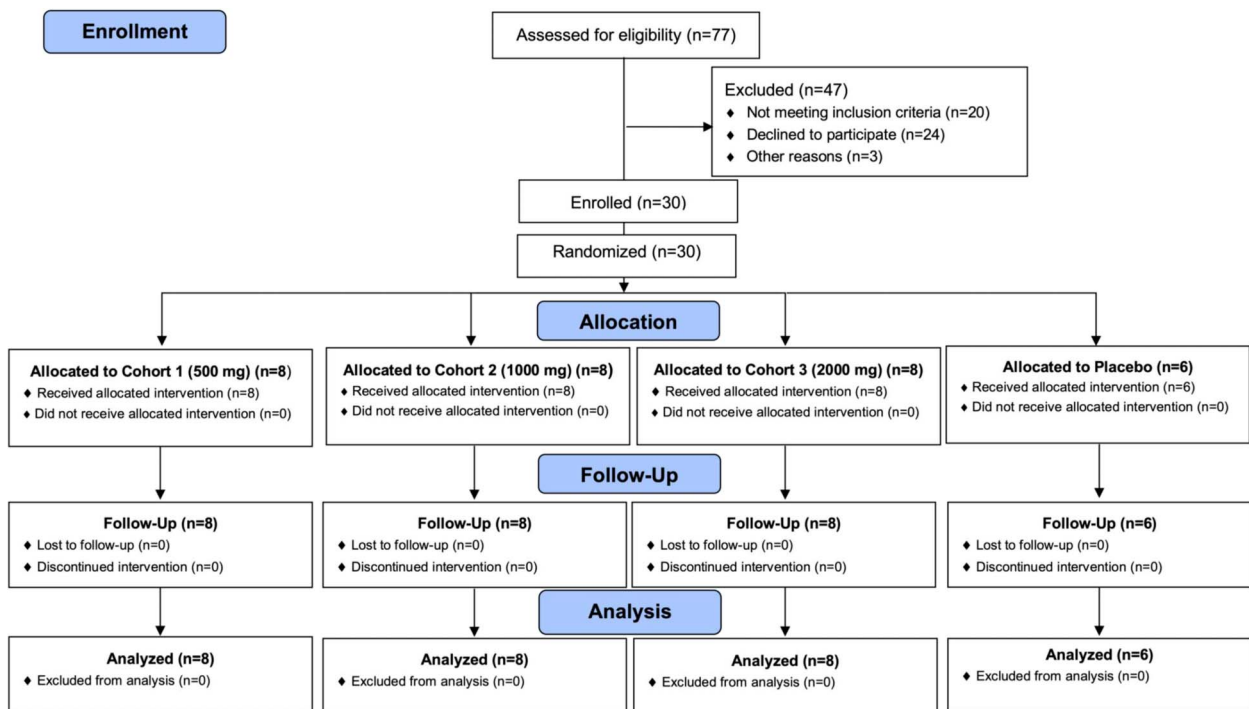 Enrollment
Assessed for eligibility (n=77)
Excluded (n=47)
♦ Not meeting inclusion criteria (n=20)
♦ Declined to participate (n=24)
♦ Other reasons (n=3)
Enrolled (n=30)
Randomized (n=30)
Allocation
Allocated to Cohort 1 (500 mg) (n=8)
♦ Received allocated intervention (n=8)
♦ Did not receive allocated intervention (n=0)
Allocated to Cohort 2 (1000 mg) (n=8)
♦ Received allocated intervention (n=8)
♦ Did not receive allocated intervention (n=0)
Allocated to Cohort 3 (2000 mg) (n=8)
♦ Received allocated intervention (n=8)
♦ Did not receive allocated intervention (n=0)
Allocated to Placebo (n=6)
♦ Received allocated intervention (n=6)
♦ Did not receive allocated intervention (n=0)
Follow-Up
Follow-Up (n=8)
♦ Lost to follow-up (n=0)
♦ Discontinued intervention (n=0)
Follow-Up (n=8)
♦ Lost to follow-up (n=0)
♦ Discontinued intervention (n=0)
Follow-Up (n=8)
♦ Lost to follow-up (n=0)
♦ Discontinued intervention (n=0)
Follow-Up (n=6)
♦ Lost to follow-up (n=0)
♦ Discontinued intervention (n=0)
Analysis
Analyzed (n=8)
♦ Excluded from analysis (n=0)
Analyzed (n=8)
♦ Excluded from analysis (n=0)
Analyzed (n=8)
♦ Excluded from analysis (n=0)
Analyzed (n=6)
♦ Excluded from analysis (n=0)